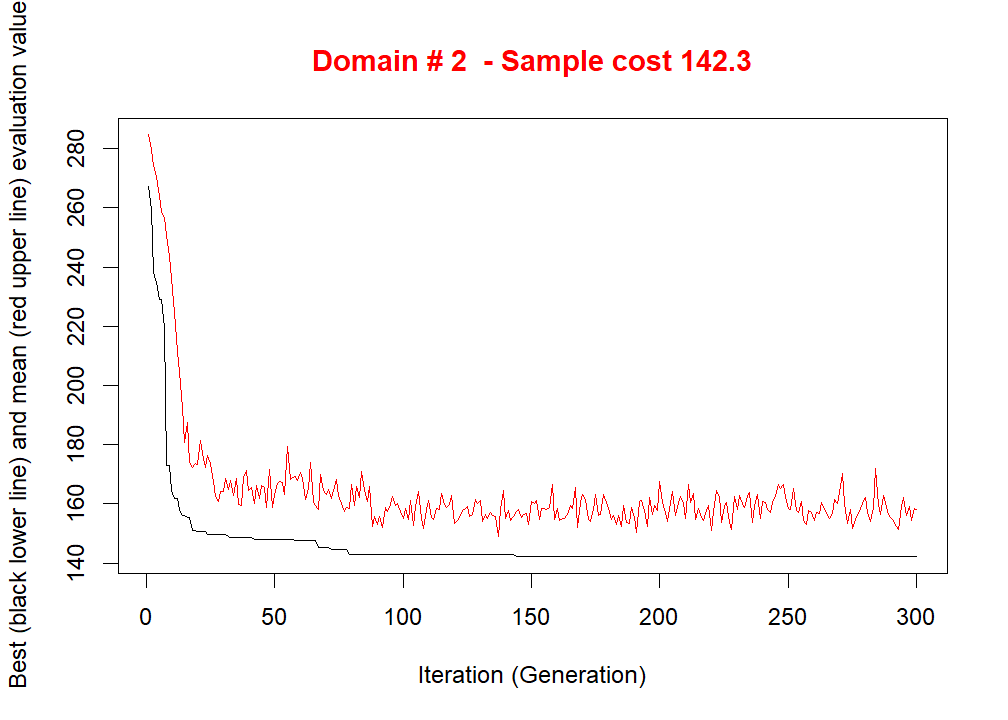 Domain # 2  - Sample cost 142.3
Best (black lower line) and mean (red upper line) evaluation value
280
260
240
220
200
180
160
140
0 50 100 150 200 250 300
Iteration (Generation)